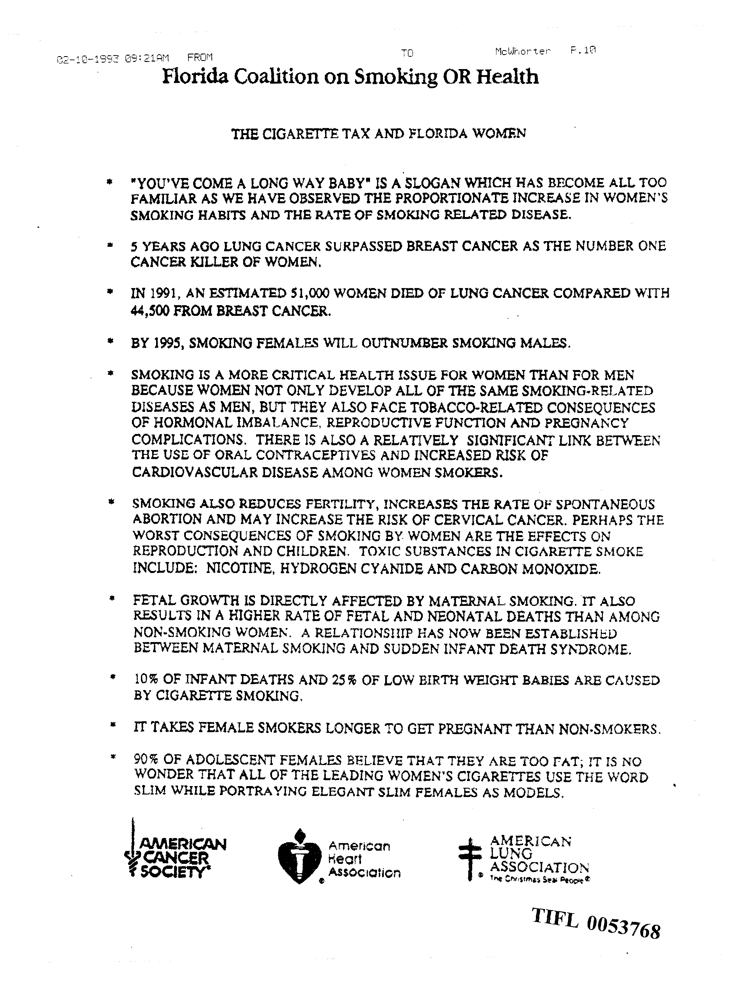 02-10-1993 09:21AM FROM TO McWhorter P.10
Florida Coalition on Smoking OR Health
THE CIGARETTE TAX AND FLORIDA WOMEN
* "YOU'VE COME A LONG WAY BABY" IS A SLOGAN WHICH HAS BECOME ALL TOO
FAMILIAR AS WE HAVE OBSERVED THE PROPORTIONATE INCREASE IN WOMEN'S
SMOKING HABITS AND THE RATE OF SMOKING RELATED DISEASE.
* 5 YEARS AGO LUNG CANCER SURPASSED BREAST CANCER AS THE NUMBER ONE
CANCER KILLER OF WOMEN.
* IN 1991, AN ESTIMATED 51,000 WOMEN DIED OF LUNG CANCER COMPARED WITH
44,500 FROM BREAST CANCER.
* BY 1995, SMOKING FEMALES WILL OUTNUMBER SMOKING MALES.
* SMOKING IS A MORE CRITICAL HEALTH ISSUE FOR WOMEN THAN FOR MEN
BECAUSE WOMEN NOT ONLY DEVELOP ALL OF THE SAME SMOKING-RELATED
DISEASES AS MEN, BUT THEY ALSO FACE TOBACCO-RELATED CONSEQUENCES
OF HORMONAL IMBALANCE, REPRODUCTIVE FUNCTION AND PREGNANCY
COMPLICATIONS. THERE IS ALSO A RELATIVELY SIGNIFICANT LINK BETWEEN
THE USE OF ORAL CONTRACEPTIVES AND INCREASED RISK OF
CARDIOVASCULAR DISEASE AMONG WOMEN SMOKERS.
* SMOKING ALSO REDUCES FERTILITY, INCREASES THE RATE OF SPONTANEOUS
ABORTION AND MAY INCREASE THE RISK OF CERVICAL CANCER. PERHAPS THE
WORST CONSEQUENCES OF SMOKING BY WOMEN ARE THE EFFECTS ON
REPRODUCTION AND CHILDREN. TOXIC SUBSTANCES IN CIGARETTE SMOKE
INCLUDE: NICOTINE, HYDROGEN CYANIDE AND CARBON MONOXIDE.
* FETAL GROWTH IS DIRECTLY AFFECTED BY MATERNAL SMOKING. IT ALSO
RESULTS IN A HIGHER RATE OF FETAL AND NEONATAL DEATHS THAN AMONG
NON-SMOKING WOMEN. A RELATIONSHIP HAS NOW BEEN ESTABLISHED
BETWEEN MATERNAL SMOKING AND SUDDEN INFANT DEATH SYNDROME.
* 10% OF INFANT DEATHS AND 25% OF LOW BIRTH WEIGHT BABIES ARE CAUSED
BY CIGARETTE SMOKING.
* IT TAKES FEMALE SMOKERS LONGER TO GET PREGNANT THAN NON-SMOKERS.
* 90% OF ADOLESCENT FEMALES BELIEVE THAT THEY ARE TOO FAT; IT IS NO
WONDER THAT ALL OF THE LEADING WOMEN'S CIGARETTES USE THE WORD
SLIM WHILE PORTRAYING ELEGANT SLIM FEMALES AS MODELS.
AMERICAN
CANCER
SOCIETY®
American
Heart
Association
AMERICAN
LUNG
ASSOCIATION
The Christmas Seal People®
TIFL 0053768